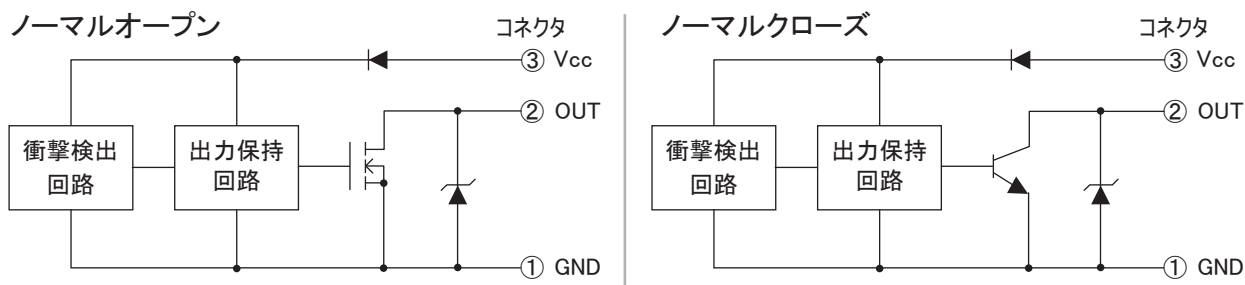 ノーマルオープン
コネクタ
③ Vcc
② OUT
衝撃検出
回路
出力保持
回路
① GND
ノーマルクローズ
コネクタ
③ Vcc
② OUT
衝撃検出
回路
出力保持
回路
① GND